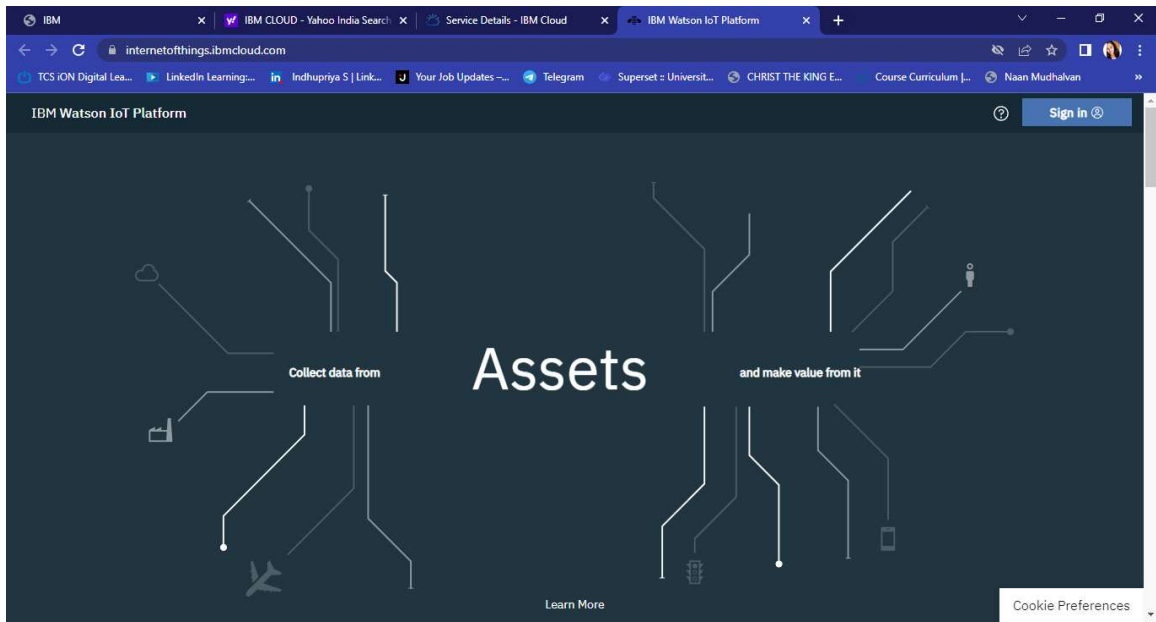 IBM
IBM CLOUD - Yahoo India Search
Service Details - IBM Cloud
IBM Watson IoT Platform
internetofthings.ibmcloud.com
TCS iON Digital Lea...
LinkedIn Learning:...
Indhupriya S | Link...
Your Job Updates –...
Telegram
Superset :: Universit...
CHRIST THE KING E...
Course Curriculum |...
Naan Mudhalvan
IBM Watson IoT Platform
Sign in
Collect data from
Assets
and make value from it
Learn More
Cookie Preferences